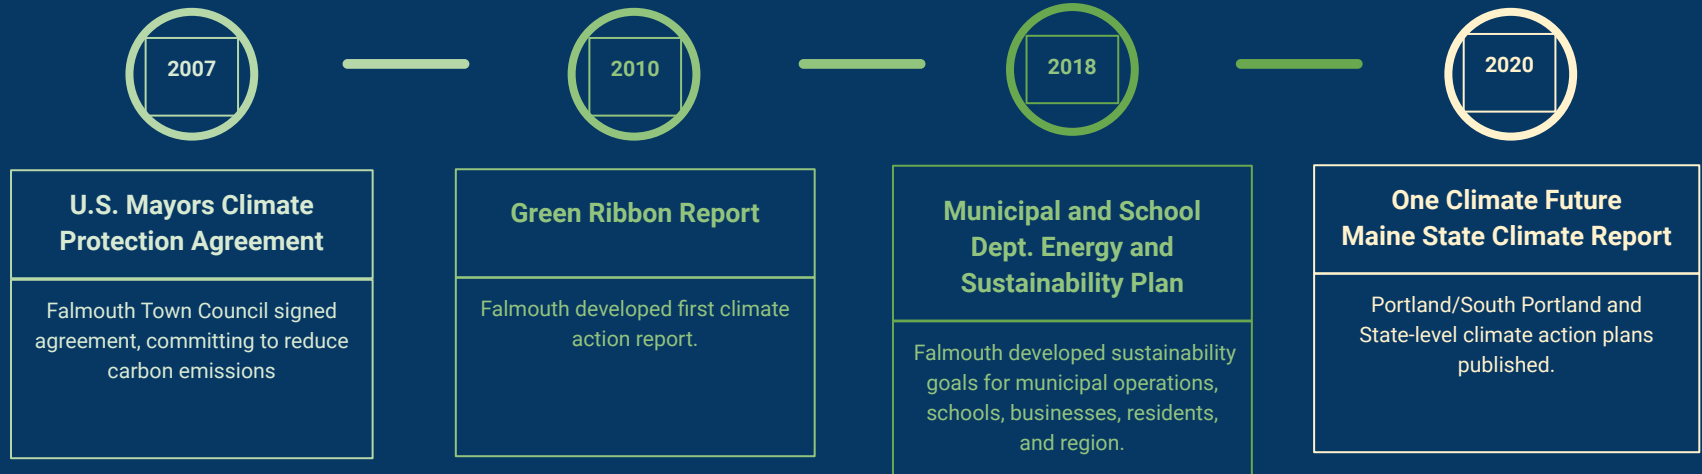 2007
U.S. Mayors Climate
Protection Agreement
Falmouth Town Council signed
agreement, committing to reduce
carbon emissions
2010
Green Ribbon Report
Falmouth developed first climate
action report.
2018
Municipal and School
Dept. Energy and
Sustainability Plan
Falmouth developed sustainability
goals for municipal operations,
schools, businesses, residents,
and region.
2020
One Climate Future
Maine State Climate Report
Portland/South Portland and
State-level climate action plans
published.